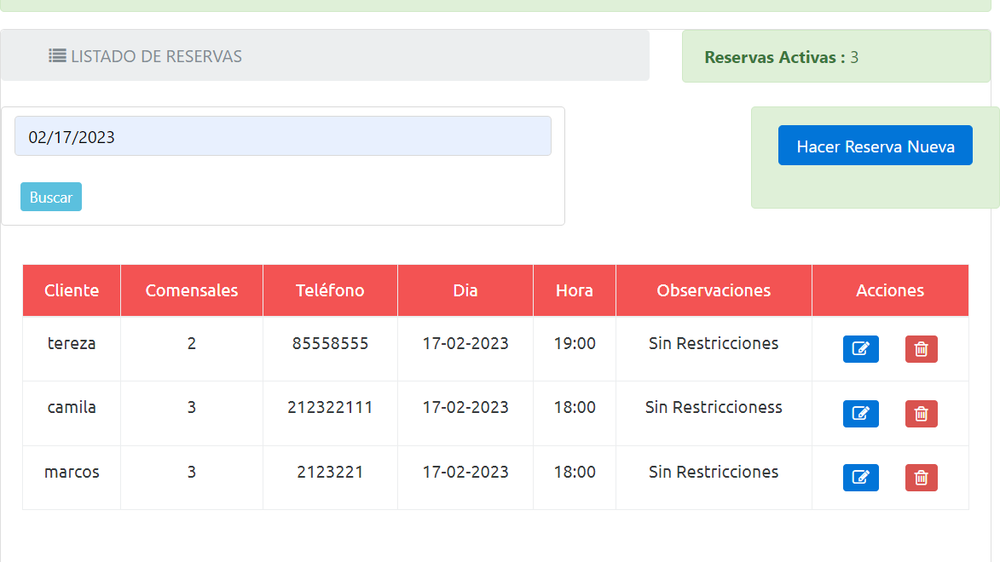 LISTADO DE RESERVAS
Reservas Activas : 3
02/17/2023
Hacer Reserva Nueva
Buscar
Cliente Comensales Teléfono Dia Hora Observaciones Acciones
tereza 2 85558555 17-02-2023 19:00 Sin Restricciones
camila 3 212322111 17-02-2023 18:00 Sin Restriccioness
marcos 3 2123221 17-02-2023 18:00 Sin Restricciones